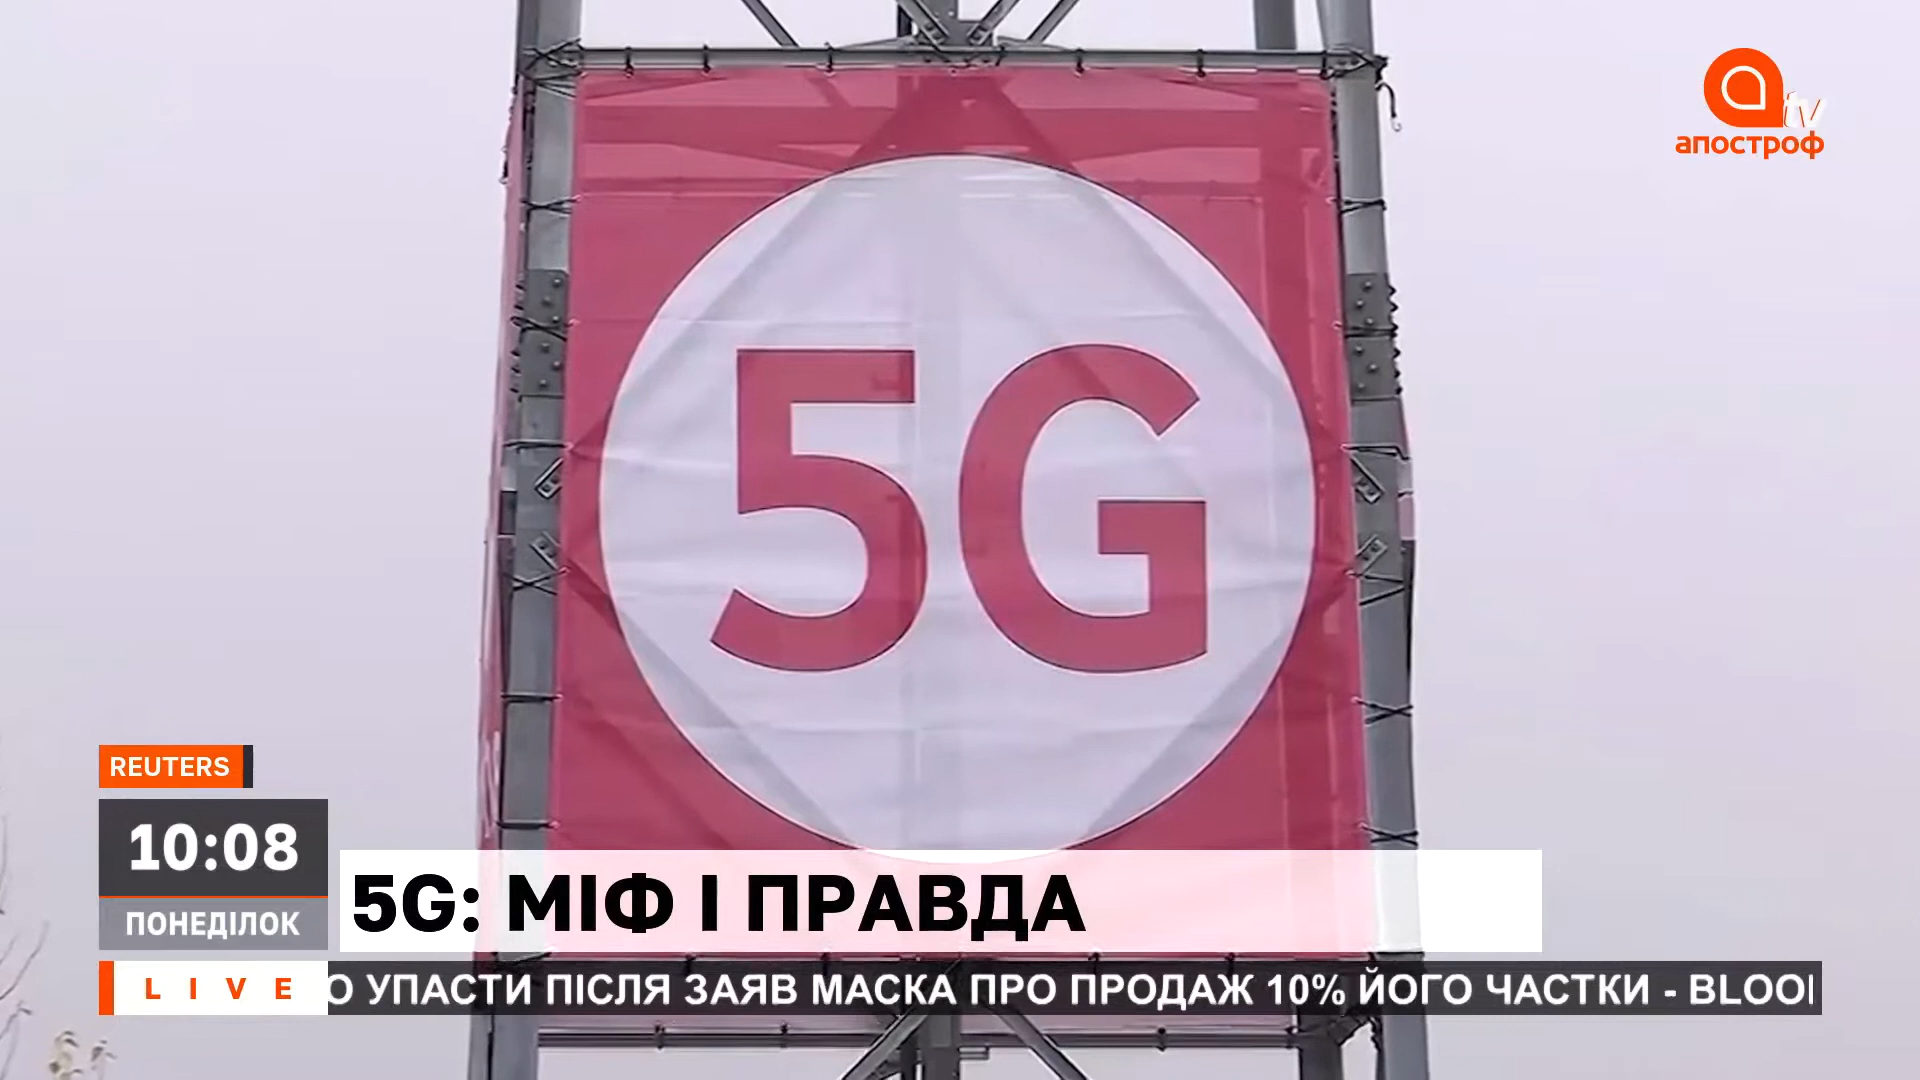 tv
апостроф
5G
REUTERS
10:08
ПОНЕДІЛОК
5G: МІФ І ПРАВДА
LIVE
УПАСТИ ПІСЛЯ ЗАЯВ МАСКА ПРО ПРОДАЖ 10% ЙОГО ЧАСТКИ -